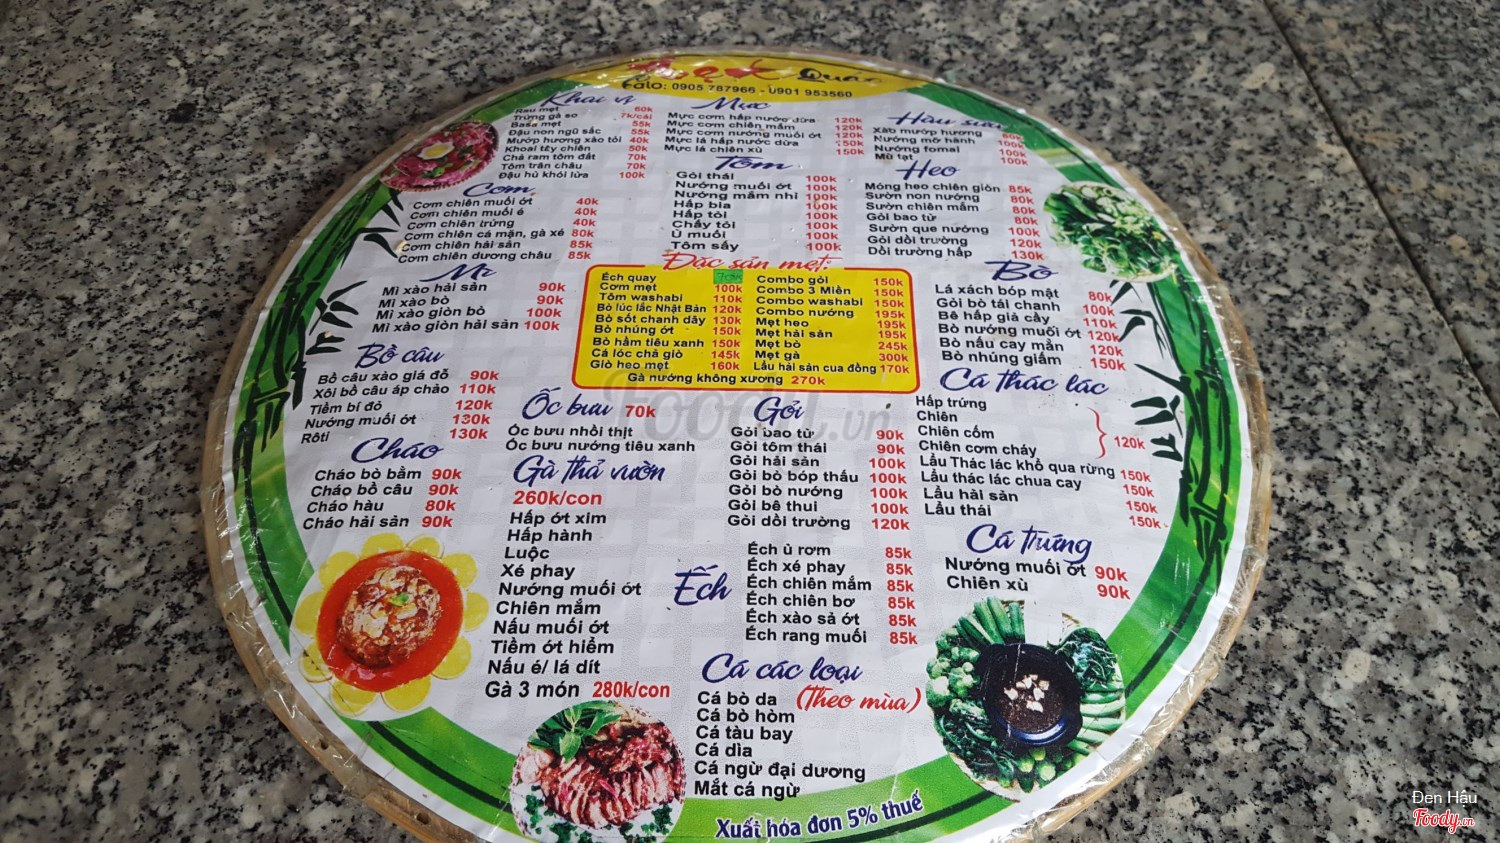 Quán
Zalo: 0905 787966 - 0901 953560
Khai vị
Rau mẹt 60k
Trứng gà so 7k/cái
Basa mẹt 55k
Đậu non ngũ sắc 55k
Mướp hương xào tỏi 40k
Khoai tây chiên 50k
Chả ram tôm đất 70k
Tôm trân châu 70k
Đậu hủ khói lửa 100k
Cơm
Cơm chiên muối ớt 40k
Cơm chiên muối é 40k
Cơm chiên trứng 40k
Cơm chiên cá mặn, gà xé 80k
Cơm chiên hải sản 85k
Cơm chiên dương châu 85k
Mì
Mì xào hải sản 90k
Mì xào bò 90k
Mì xào giòn bò 100k
Mì xào giòn hải sản 100k
Bồ câu
Bồ câu xào giá đỗ 90k
Xôi bồ câu áp chảo 110k
Tiềm bí đỏ 120k
Nướng muối ớt 130k
Rôti 130k
Cháo
Cháo bò bằm 90k
Cháo bồ câu 90k
Cháo hàu 80k
Cháo hải sản 90k
Mực
Mực cơm hấp nước dừa 120k
Mực cơm chiên mắm 120k
Mực cơm nướng muối ớt 120k
Mực lá hấp nước dừa 150k
Mực lá chiên xù 150k
Tôm
Gỏi thái 100k
Nướng muối ớt 100k
Nướng mắm nhỉ 100k
Hấp bia 100k
Hấp tỏi 100k
Cháy tỏi 100k
Ủ muối 100k
Tôm sấy 100k
Hàu sữa
Xào mướp hương 60k
Nướng mỡ hành 100k
Nướng fomai 100k
Mù tạt 100k
Heo
Móng heo chiên giòn 85k
Sườn non nướng 80k
Sườn chiên mắm 80k
Gỏi bao tử 80k
Sườn que nướng 100k
Gỏi dồi trường 120k
Dồi trường hấp 130k
Bò
Lá xách bóp mật 80k
Gỏi bò tái chanh 100k
Bê hấp giả cầy 110k
Bò nướng muối ớt 120k
Bò nấu cay mắn 120k
Bò nhúng giấm 150k
Đặc sản mẹt:
Ếch quay
Cơm mẹt 100k
Tôm washabi 110k
Bò lúc lắc Nhật Bản 120k
Bò sốt chanh dây 130k
Bò nhúng ớt 150k
Bò hầm tiêu xanh 150k
Cá lóc chả giò 145k
Giò heo mẹt 160k
Combo gỏi 150k
Combo 3 Miền 150k
Combo washabi 150k
Combo nướng 195k
Mẹt heo 195k
Mẹt hải sản 195k
Mẹt bò 245k
Mẹt gà 300k
Lẩu hải sản cua đồng 170k
Gà nướng không xương 270k
Ốc bươu 70k
Ốc bưu nhồi thịt
Ốc bưu nướng tiêu xanh
Gà thả vườn
260k/con
Hấp ớt xim
Hấp hành
Luộc
Xé phay
Nướng muối ớt
Chiên mắm
Nấu muối ớt
Tiềm ớt hiểm
Nấu é/ lá dít
Gà 3 món 280k/con
Gỏi
Gỏi bao tử 90k
Gỏi tôm thái 90k
Gỏi hải sản 100k
Gỏi bò bóp thấu 100k
Gỏi bò nướng 100k
Gỏi bê thui 100k
Gỏi dồi trường 120k
Ếch
Ếch ủ rơm 85k
Ếch xé phay 85k
Ếch chiên mắm 85k
Ếch chiên bơ 85k
Ếch xào sả ớt 85k
Ếch rang muối 85k
Cá thác lác
Hấp trứng
Chiên
Chiên cốm
Chiên cơm cháy
120k
Lẩu Thác lác khổ qua rừng 150k
Lẩu thác lác chua cay 150k
Lẩu hải sản 150k
Lẩu thái 150k
Cá trứng
Nướng muối ớt 90k
Chiên xù 90k
Cá các loại
(Theo mùa)
Cá bò da
Cá bò hòm
Cá tàu bay
Cá dìa
Cá ngừ đại dương
Mắt cá ngừ
Xuất hóa đơn 5% thuế
Foody.vn
Đen Hậu
Foody.vn